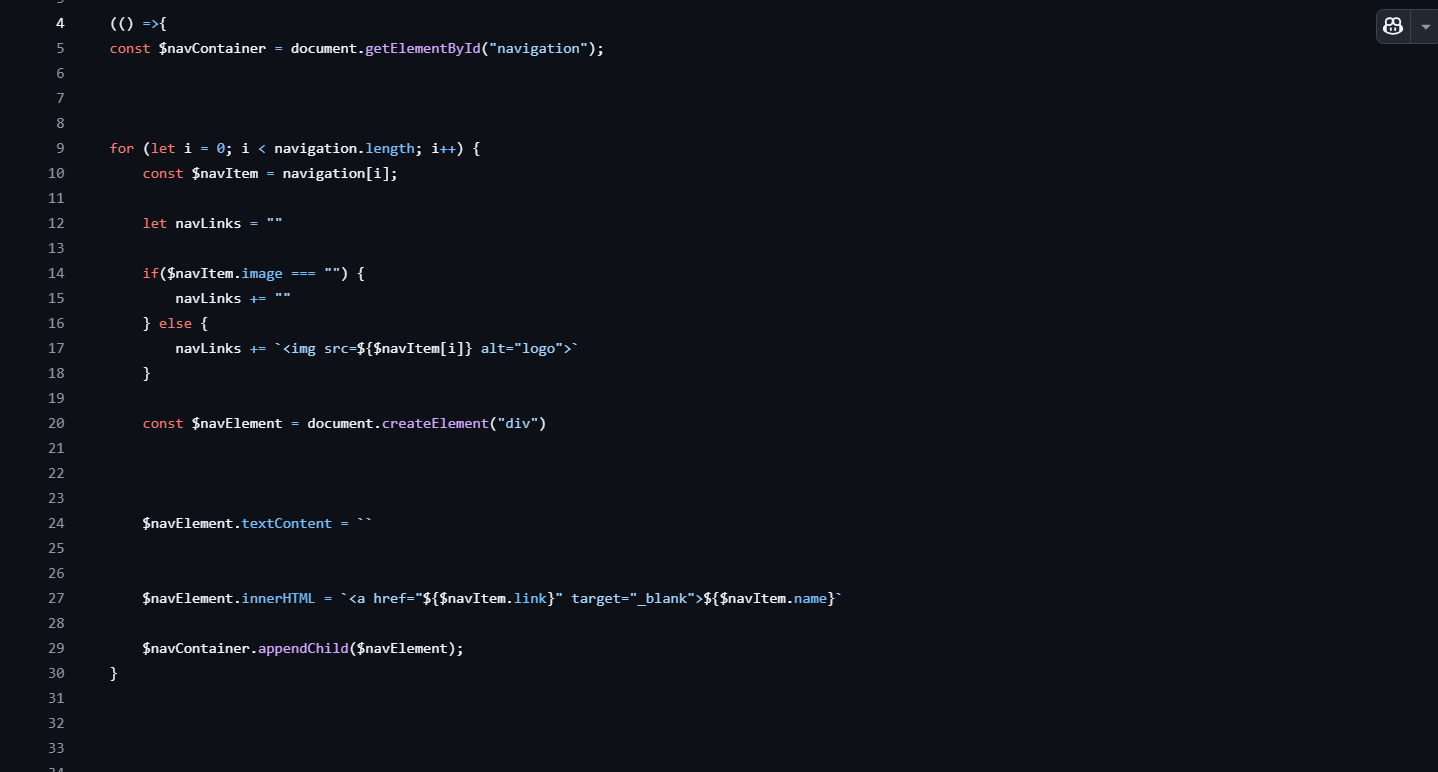 4 (() =>{
5 const $navContainer = document.getElementById("navigation");
6
7
8
9 for (let i = 0; i < navigation.length; i++) {
10 const $navItem = navigation[i];
11
12 let navLinks = ""
13
14 if($navItem.image === "") {
15 navLinks += ""
16 } else {
17 navLinks += `<img src=${$navItem[i]} alt="logo">`
18 }
19
20 const $navElement = document.createElement("div")
21
22
23
24 $navElement.textContent = ``
25
26
27 $navElement.innerHTML = `<a href="${$navItem.link}" target="_blank">${$navItem.name}`
28
29 $navContainer.appendChild($navElement);
30 }
31
32
33